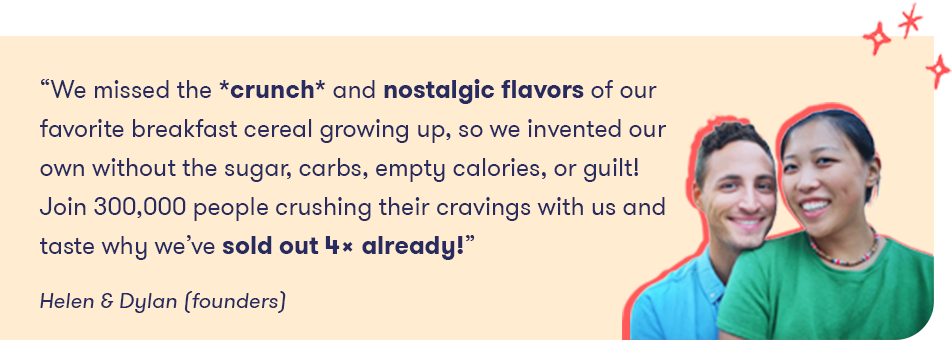 “We missed the *crunch* and nostalgic flavors of our
favorite breakfast cereal growing up, so we invented our
own without the sugar, carbs, empty calories, or guilt!
Join 300,000 people crushing their cravings with us and
taste why we’ve sold out 4× already!”
Helen & Dylan (founders)